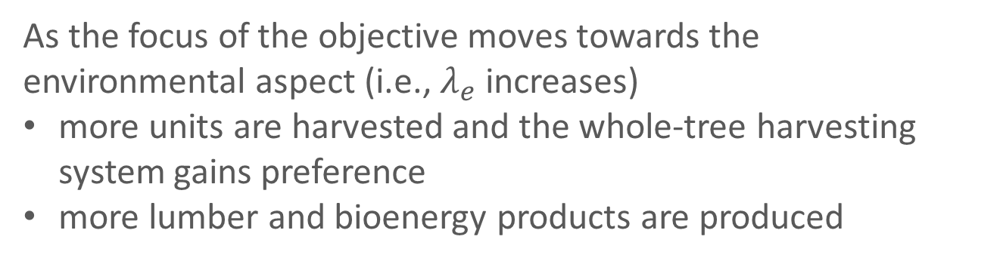 As the focus of the objective moves towards the
environmental aspect (i.e., λₑ increases)
• more units are harvested and the whole-tree harvesting
system gains preference
• more lumber and bioenergy products are produced